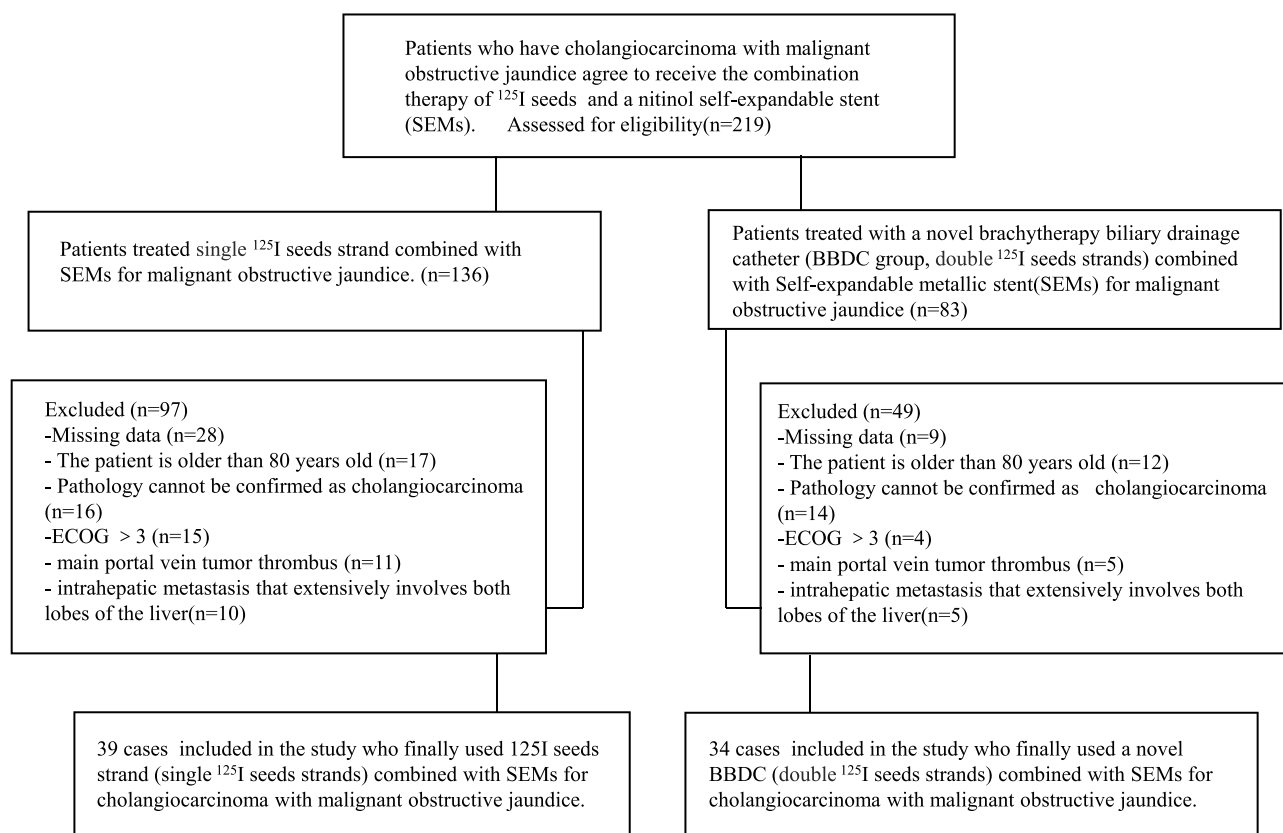 Patients who have cholangiocarcinoma with malignant
obstructive jaundice agree to receive the combination
therapy of ¹²⁵I seeds and a nitinol self-expandable stent
(SEMs). Assessed for eligibility(n=219)
Patients treated single ¹²⁵I seeds strand combined with
SEMs for malignant obstructive jaundice. (n=136)
Patients treated with a novel brachytherapy biliary drainage
catheter (BBDC group, double ¹²⁵I seeds strands) combined
with Self-expandable metallic stent(SEMs) for malignant
obstructive jaundice (n=83)
Excluded (n=97)
-Missing data (n=28)
- The patient is older than 80 years old (n=17)
- Pathology cannot be confirmed as cholangiocarcinoma
(n=16)
-ECOG > 3 (n=15)
- main portal vein tumor thrombus (n=11)
- intrahepatic metastasis that extensively involves both
lobes of the liver(n=10)
Excluded (n=49)
-Missing data (n=9)
- The patient is older than 80 years old (n=12)
- Pathology cannot be confirmed as cholangiocarcinoma
(n=14)
-ECOG > 3 (n=4)
- main portal vein tumor thrombus (n=5)
- intrahepatic metastasis that extensively involves both
lobes of the liver(n=5)
39 cases included in the study who finally used 125I seeds
strand (single ¹²⁵I seeds strands) combined with SEMs for
cholangiocarcinoma with malignant obstructive jaundice.
34 cases included in the study who finally used a novel
BBDC (double ¹²⁵I seeds strands) combined with SEMs for
cholangiocarcinoma with malignant obstructive jaundice.